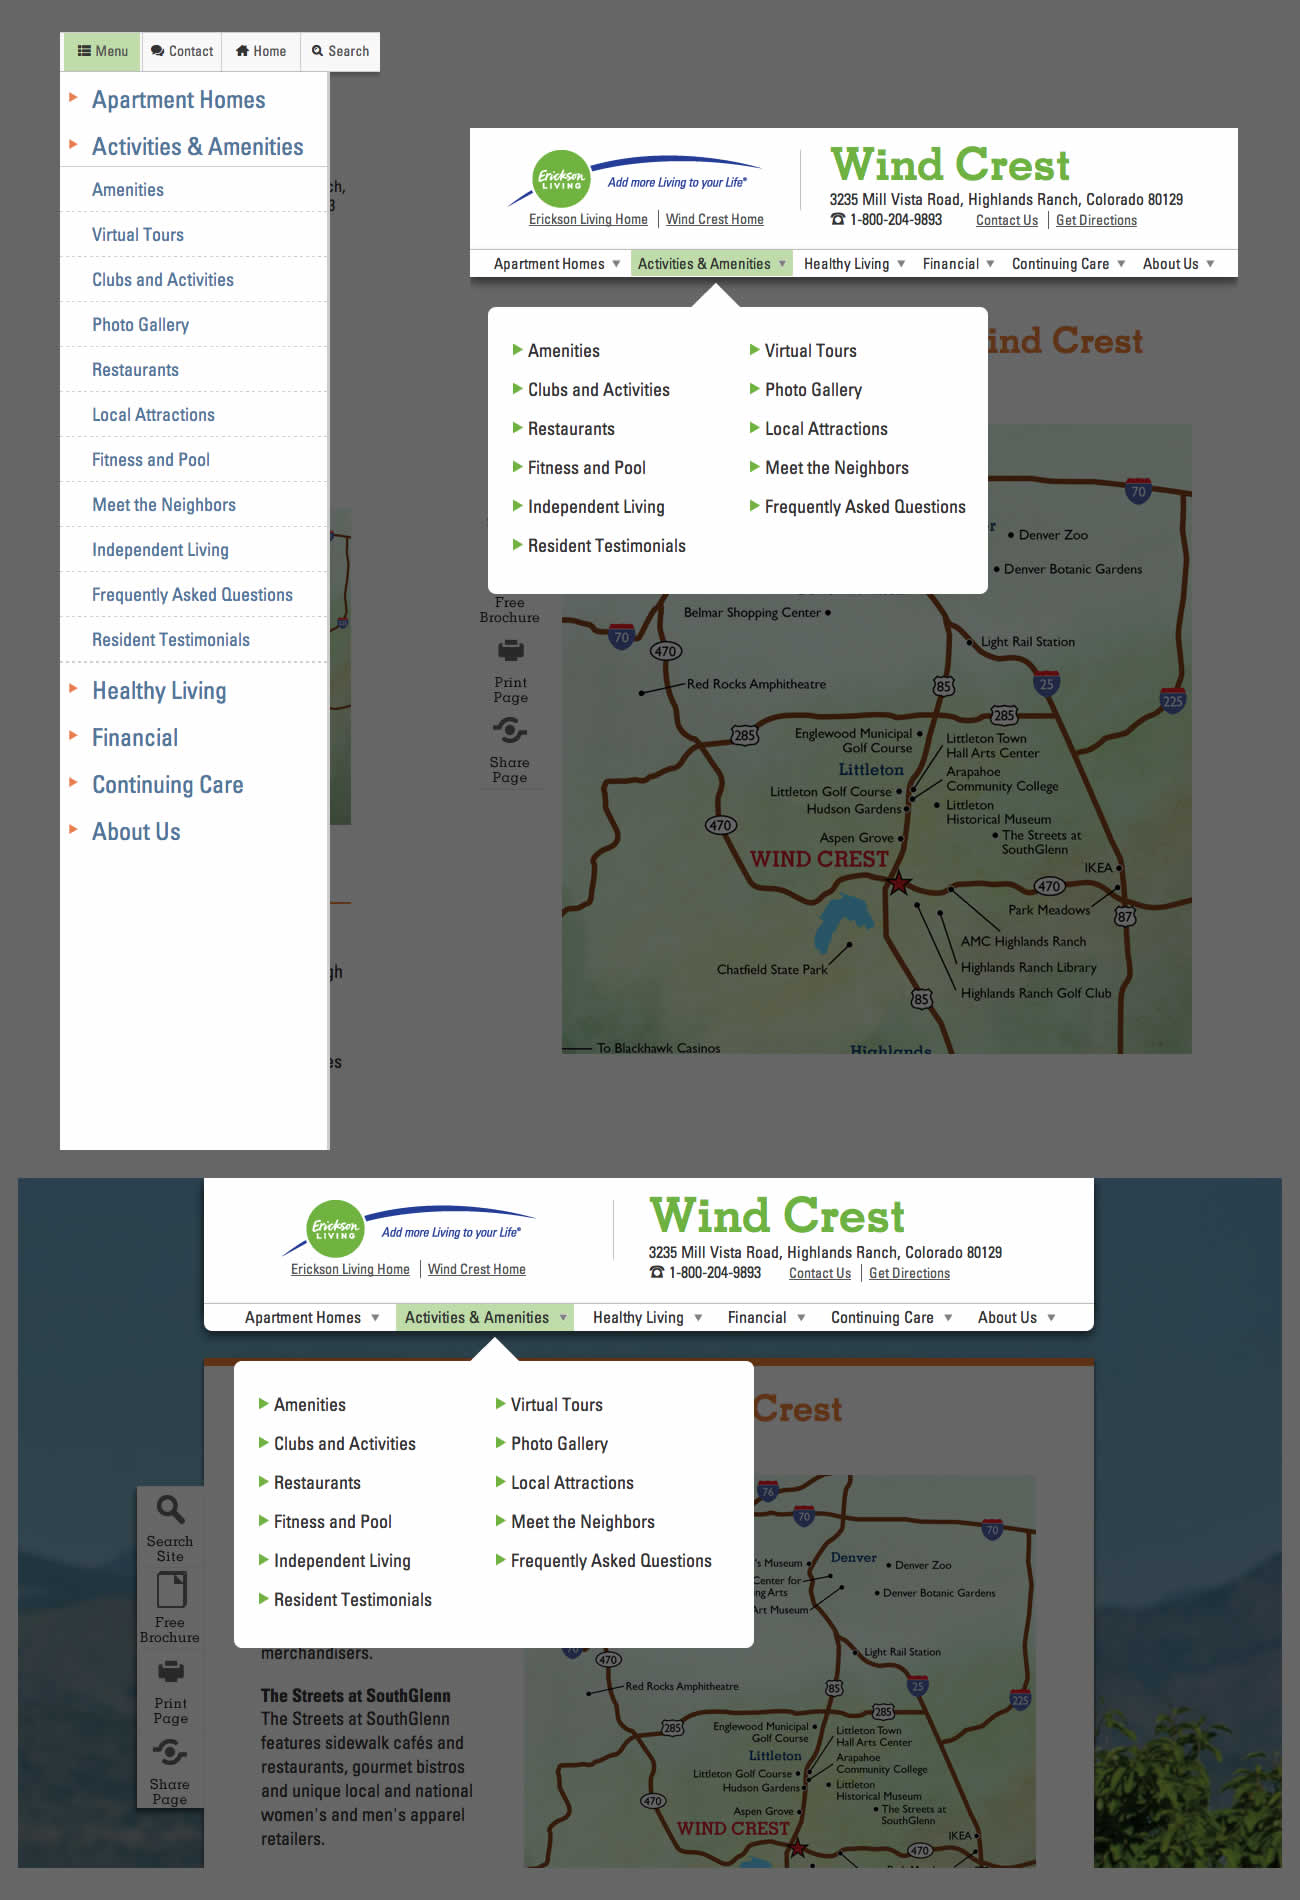 Menu
Contact
Home
Search
Apartment Homes
Activities & Amenities
Amenities
Virtual Tours
Clubs and Activities
Photo Gallery
Restaurants
Local Attractions
Fitness and Pool
Meet the Neighbors
Independent Living
Frequently Asked Questions
Resident Testimonials
Healthy Living
Financial
Continuing Care
About Us
Erickson
LIVING
Add more Living to your Life®
Erickson Living Home
Wind Crest Home
Wind Crest
3235 Mill Vista Road, Highlands Ranch, Colorado 80129
1-800-204-9893
Contact Us
Get Directions
Apartment Homes
Activities & Amenities
Healthy Living
Financial
Continuing Care
About Us
ind Crest
Amenities
Virtual Tours
Clubs and Activities
Photo Gallery
Restaurants
Local Attractions
Fitness and Pool
Meet the Neighbors
Independent Living
Frequently Asked Questions
Resident Testimonials
Free
Brochure
Print
Page
Share
Page
70
Denver Zoo
Denver Botanic Gardens
Belmar Shopping Center
70
470
Light Rail Station
Red Rocks Amphitheatre
85
25
225
285
285
Englewood Municipal
Golf Course
Littleton Town
Hall Arts Center
Littleton
Arapahoe
Community College
Littleton Golf Course
Hudson Gardens
Littleton
Historical Museum
470
Aspen Grove
The Streets at
SouthGlenn
WIND CREST
IKEA
470
Park Meadows
87
AMC Highlands Ranch
Chatfield State Park
Highlands Ranch Library
Highlands Ranch Golf Club
85
To Blackhawk Casinos
Highlands
Erickson
LIVING
Add more Living to your Life®
Erickson Living Home
Wind Crest Home
Wind Crest
3235 Mill Vista Road, Highlands Ranch, Colorado 80129
1-800-204-9893
Contact Us
Get Directions
Apartment Homes
Activities & Amenities
Healthy Living
Financial
Continuing Care
About Us
Crest
Amenities
Virtual Tours
Clubs and Activities
Photo Gallery
Restaurants
Local Attractions
Fitness and Pool
Meet the Neighbors
Independent Living
Frequently Asked Questions
Resident Testimonials
Search
Site
Free
Brochure
Print
Page
Share
Page
merchandisers.
The Streets at SouthGlenn
The Streets at SouthGlenn
features sidewalk cafés and
restaurants, gourmet bistros
and unique local and national
women's and men's apparel
retailers.
76
70
70
's Museum
Denver
Denver Zoo
Center for
ng Arts
Denver Botanic Gardens
Art Museum
470
Light Rail Station
Red Rocks Amphitheatre
85
25
225
285
285
Englewood Municipal
Golf Course
Littleton Town
Hall Arts Center
Littleton
Arapahoe
Community College
Littleton Golf Course
Hudson Gardens
Littleton
Historical Museum
470
Aspen Grove
The Streets at
SouthGlenn
WIND CREST
IKEA
470